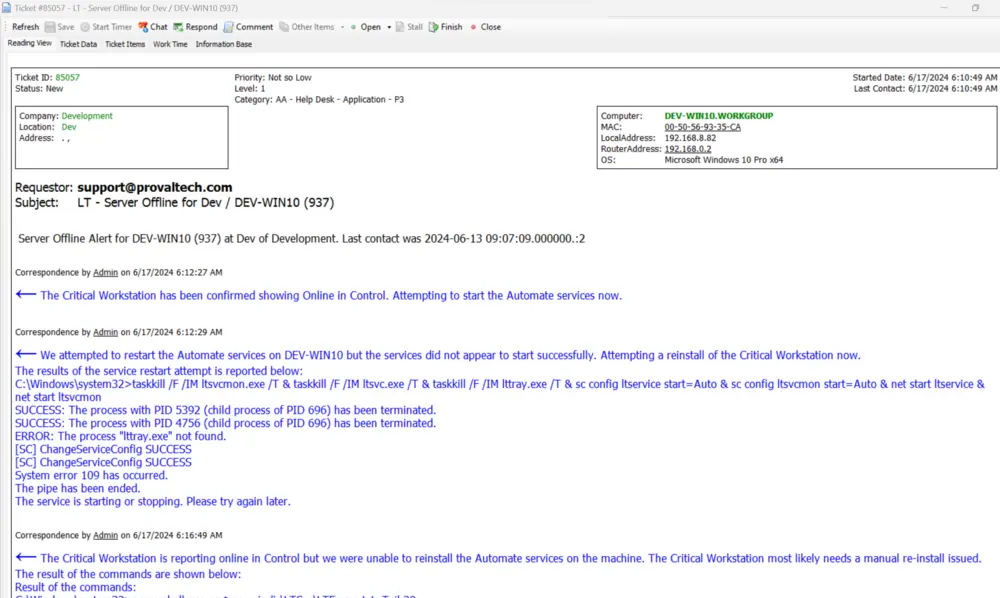 Ticket #85057 - LT - Server Offline for Dev / DEV-WIN10 (937)
Refresh Save Start Timer Chat Respond Comment Other Items - Open Stall Finish Close
Reading View Ticket Data Ticket Items Work Time Information Base
Ticket ID: 85057 Priority: Not so Low Started Date: 6/17/2024 6:10:49 AM
Status: New Level: 1 Last Contact: 6/17/2024 6:10:49 AM
Category: AA - Help Desk - Application - P3
Company: Development
Location: Dev
Address: . ,
Computer: DEV-WIN10.WORKGROUP
MAC: 00-50-56-93-35-CA
LocalAddress: 192.168.8.82
RouterAddress: 192.168.0.2
OS: Microsoft Windows 10 Pro x64
Requestor: support@provaltech.com
Subject: LT - Server Offline for Dev / DEV-WIN10 (937)
Server Offline Alert for DEV-WIN10 (937) at Dev of Development. Last contact was 2024-06-13 09:07:09.000000.:2
Correspondence by Admin on 6/17/2024 6:12:27 AM
The Critical Workstation has been confirmed showing Online in Control. Attempting to start the Automate services now.
Correspondence by Admin on 6/17/2024 6:12:29 AM
We attempted to restart the Automate services on DEV-WIN10 but the services did not appear to start successfully. Attempting a reinstall of the Critical Workstation now.
The results of the service restart attempt is reported below:
C:\Windows\system32>taskkill /F /IM ltsvcmon.exe /T & taskkill /F /IM ltsvc.exe /T & taskkill /F /IM lttray.exe /T & sc config ltservice start=Auto & sc config ltsvcmon start=Auto & net start ltservice &
net start ltsvcmon
SUCCESS: The process with PID 5392 (child process of PID 696) has been terminated.
SUCCESS: The process with PID 4756 (child process of PID 696) has been terminated.
ERROR: The process "lttray.exe" not found.
[SC] ChangeServiceConfig SUCCESS
[SC] ChangeServiceConfig SUCCESS
System error 109 has occurred.
The pipe has been ended.
The service is starting or stopping. Please try again later.
Correspondence by Admin on 6/17/2024 6:16:49 AM
The Critical Workstation is reporting online in Control but we were unable to reinstall the Automate services on the machine. The Critical Workstation most likely needs a manual re-install issued.
The result of the commands are shown below:
Result of the commands: